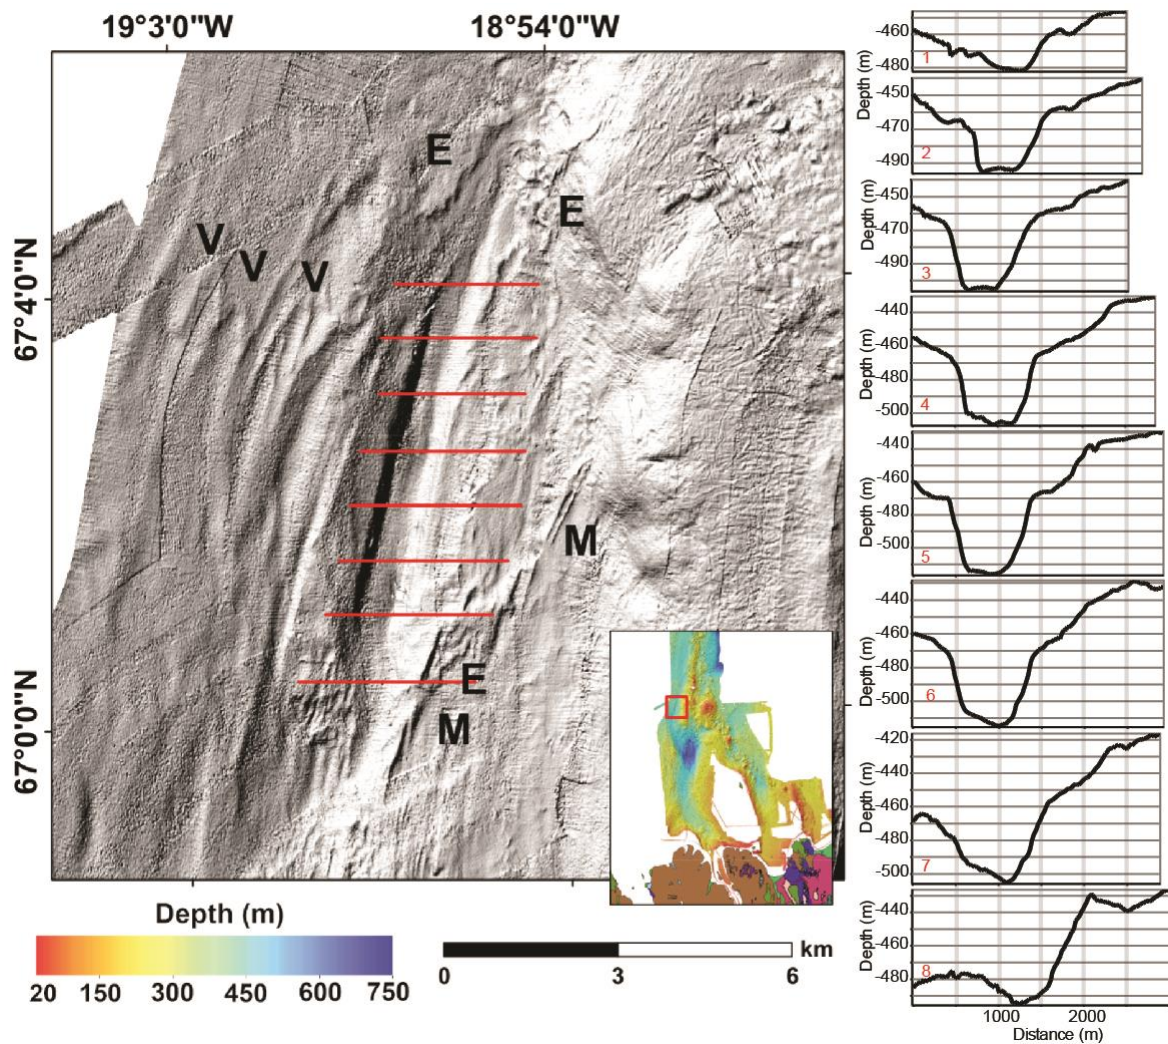 19°3'0"W
18°54'0"W
67°4'0"N
67°0'0"N
E
E
V
V
V
M
E
M
Depth (m)
20 150 300 450 600 750
km
0 3 6
Depth (m)
-460
-480
1
Depth (m)
-450
-470
-490
2
Depth (m)
-450
-470
-490
3
Depth (m)
-440
-460
-480
-500
4
Depth (m)
-440
-460
-480
-500
5
Depth (m)
-440
-460
-480
-500
6
Depth (m)
-420
-440
-460
-480
-500
7
Depth (m)
-440
-460
-480
8
1000 2000
Distance (m)